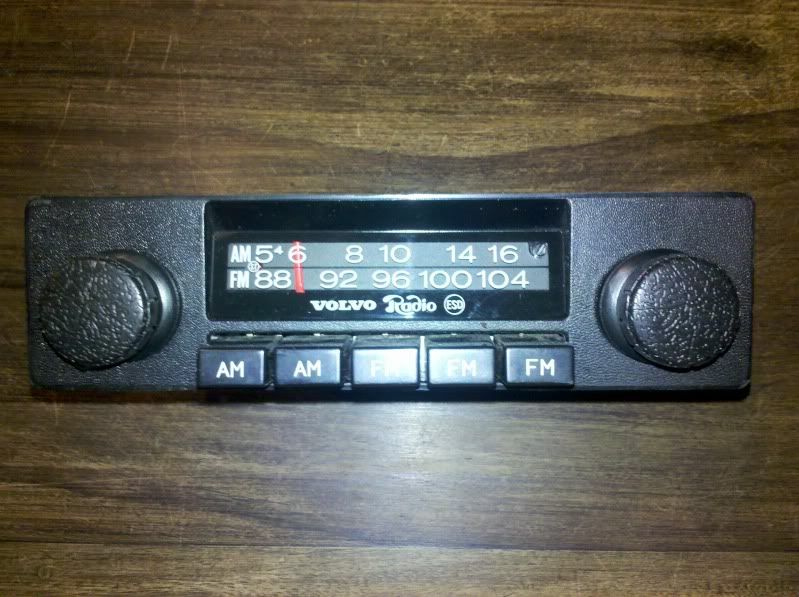 AM 5⁴ 6 8 10 14 16
FM 88 92 96 100 104
VOLVO Radio ESD
AM AM FM FM FM